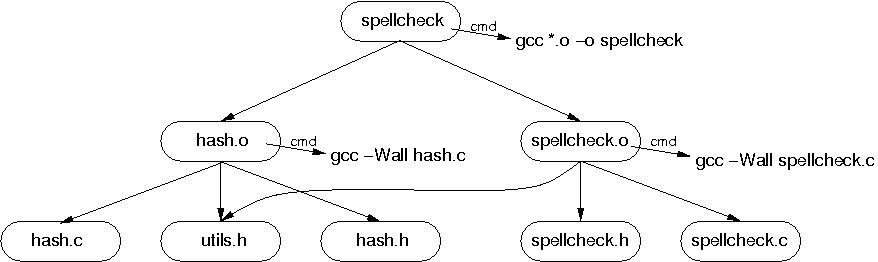 spellcheck
cmd
gcc *.o –o spellcheck
hash.o
cmd
gcc –Wall hash.c
spellcheck.o
cmd
gcc –Wall spellcheck.c
hash.c
utils.h
hash.h
spellcheck.h
spellcheck.c